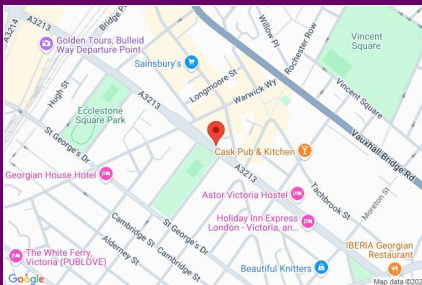 A3214
A3213
Bridge Pl
Golden Tours, Bulleid
Way Departure Point
Willow Pl
Rochester Row
Vincent
Square
Sainsbury's
A3213
Longmoore St
Hugh St
Warwick Wy
Vincent Square
Eccleston
Square Park
St George's Dr
Vauxhall Bridge Rd
Cask Pub & Kitchen
A3213
Georgian House Hotel
Tachbrook St
Astor Victoria Hostel
Moreton St
Holiday Inn Express
London - Victoria, an...
Cambridge St
St George's Dr
Alderney St
Cambridge St
The White Ferry,
Victoria (PUBLOVE)
IBERIA Georgian
Restaurant
Beautiful Knitters
Google
Map data ©202